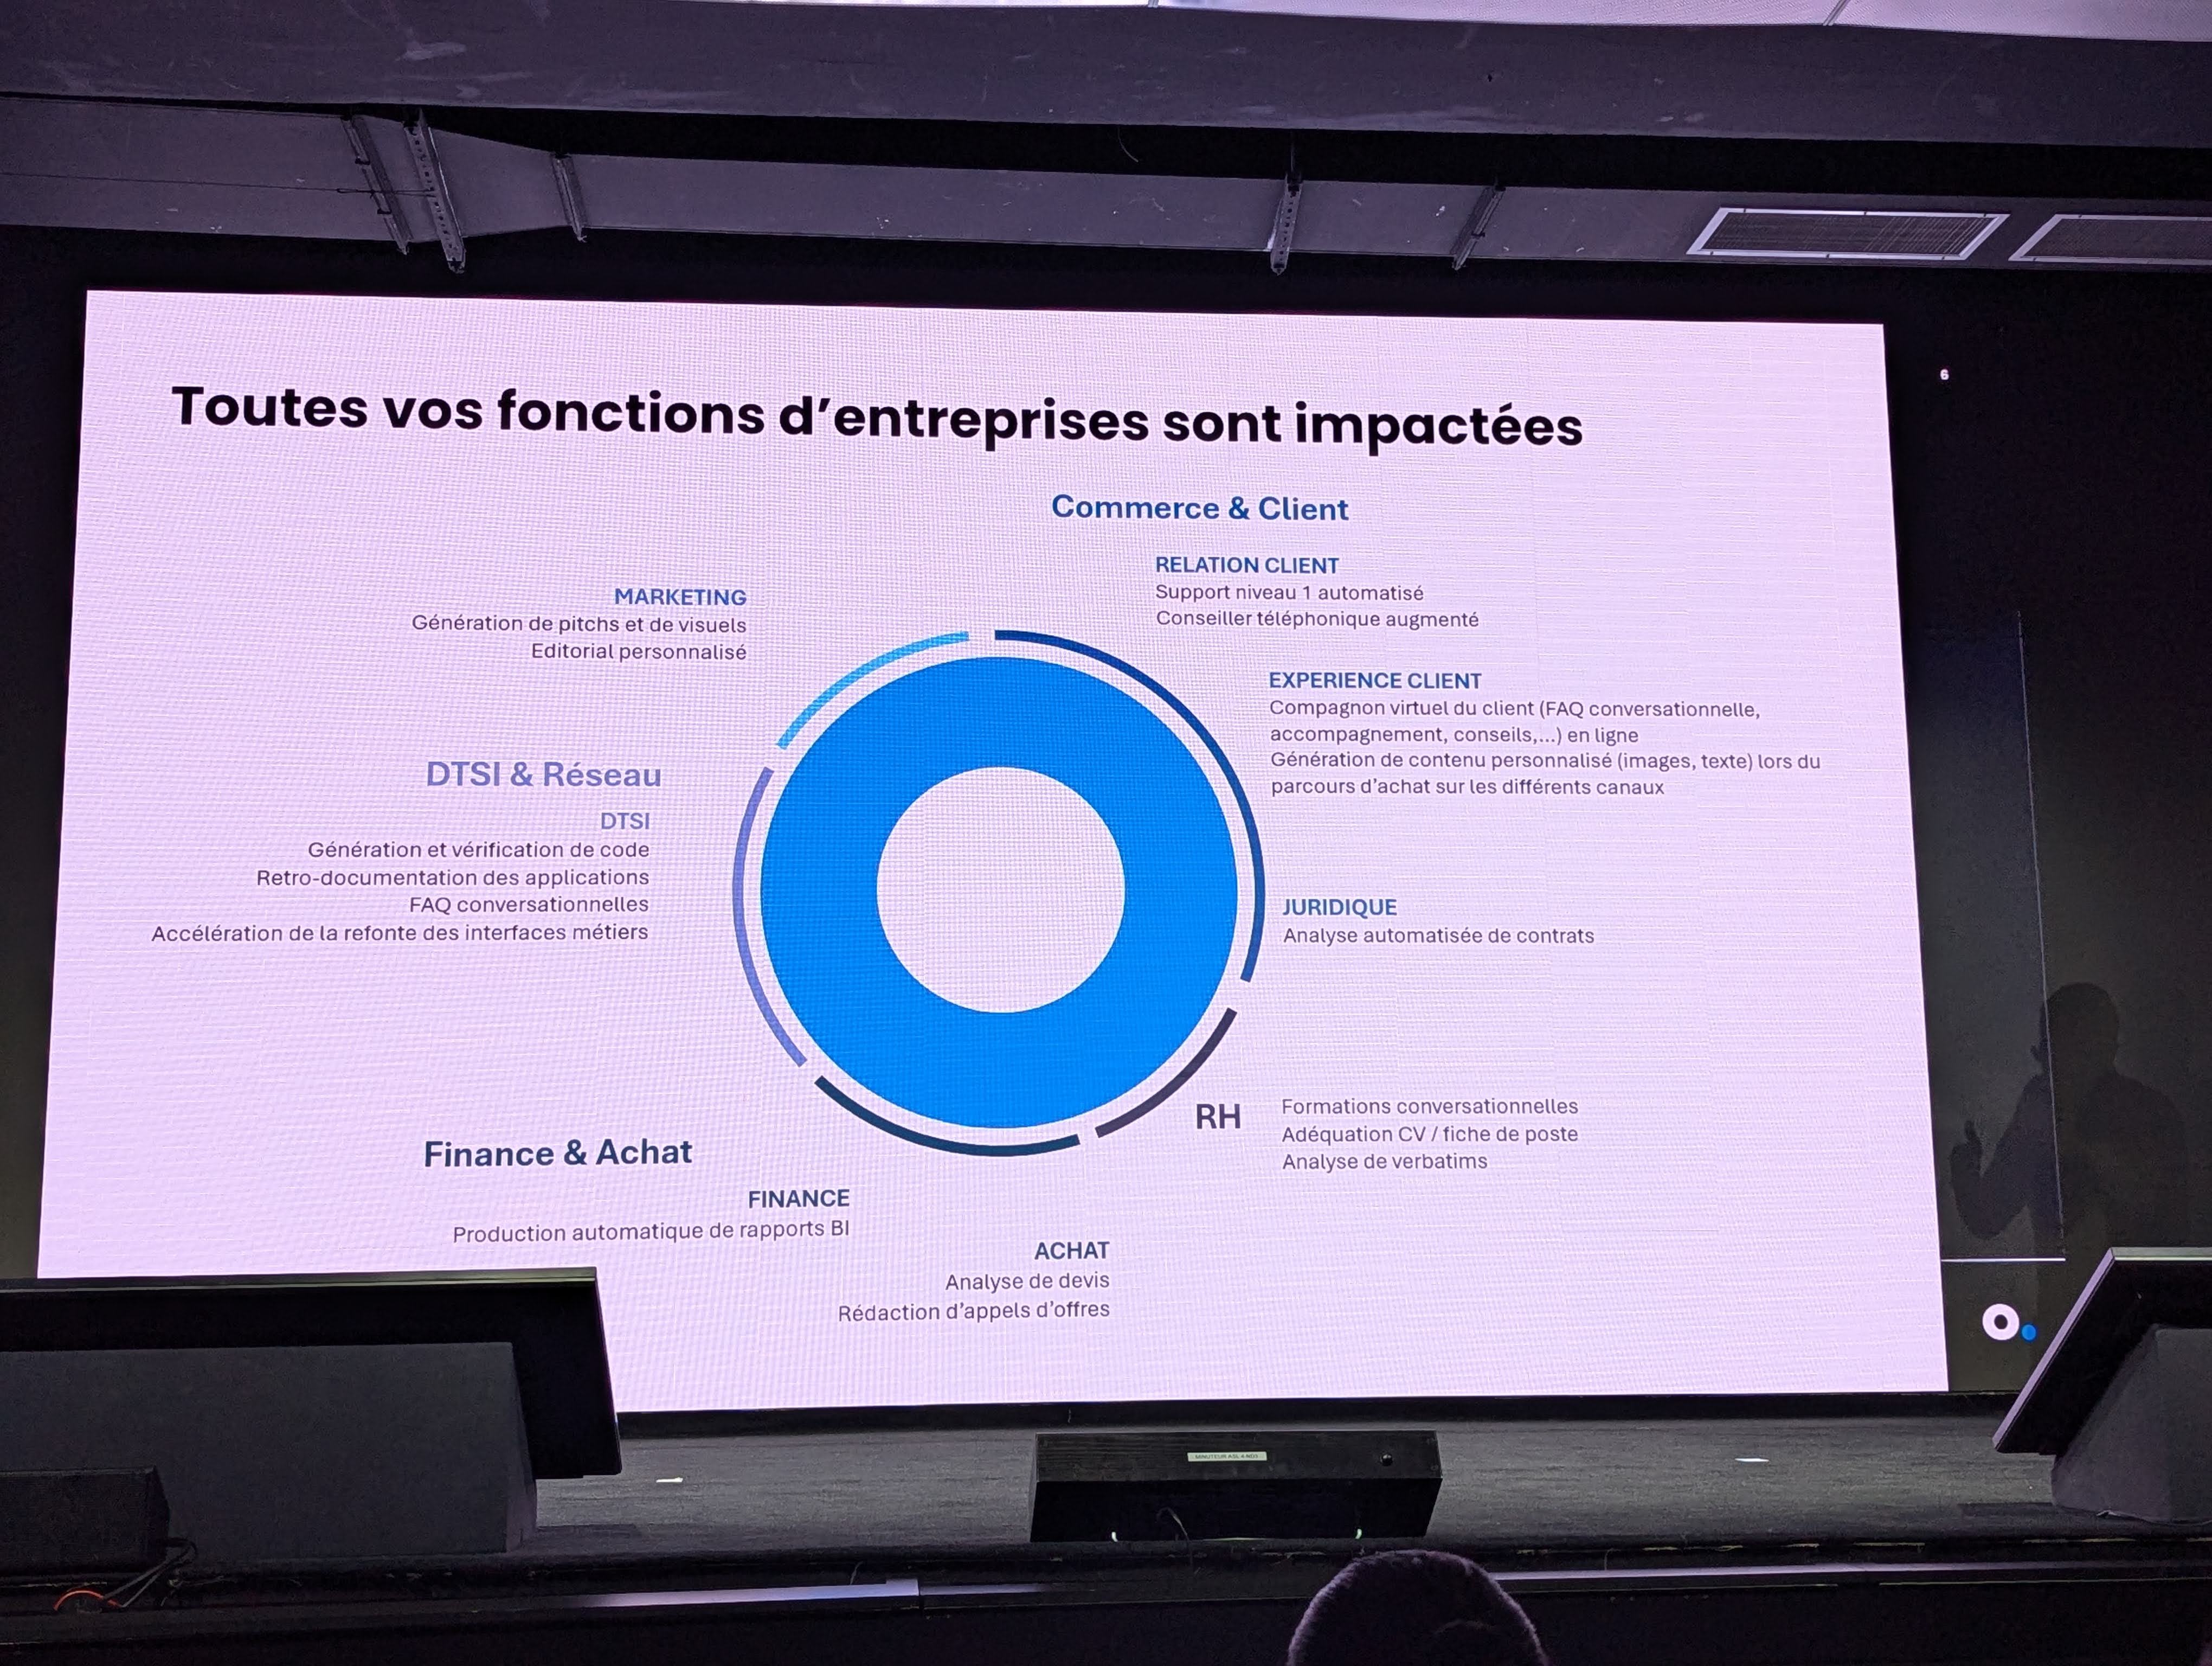 Toutes vos fonctions d'entreprises sont impactées
6
Commerce & Client
RELATION CLIENT
Support niveau 1 automatisé
Conseiller téléphonique augmenté
EXPERIENCE CLIENT
Compagnon virtuel du client (FAQ conversationnelle,
accompagnement, conseils,...) en ligne
Génération de contenu personnalisé (images, texte) lors du
parcours d'achat sur les différents canaux
JURIDIQUE
Analyse automatisée de contrats
RH
Formations conversationnelles
Adéquation CV / fiche de poste
Analyse de verbatims
MARKETING
Génération de pitchs et de visuels
Editorial personnalisé
DTSI & Réseau
DTSI
Génération et vérification de code
Retro-documentation des applications
FAQ conversationnelles
Accélération de la refonte des interfaces métiers
Finance & Achat
FINANCE
Production automatique de rapports BI
ACHAT
Analyse de devis
Rédaction d'appels d'offres